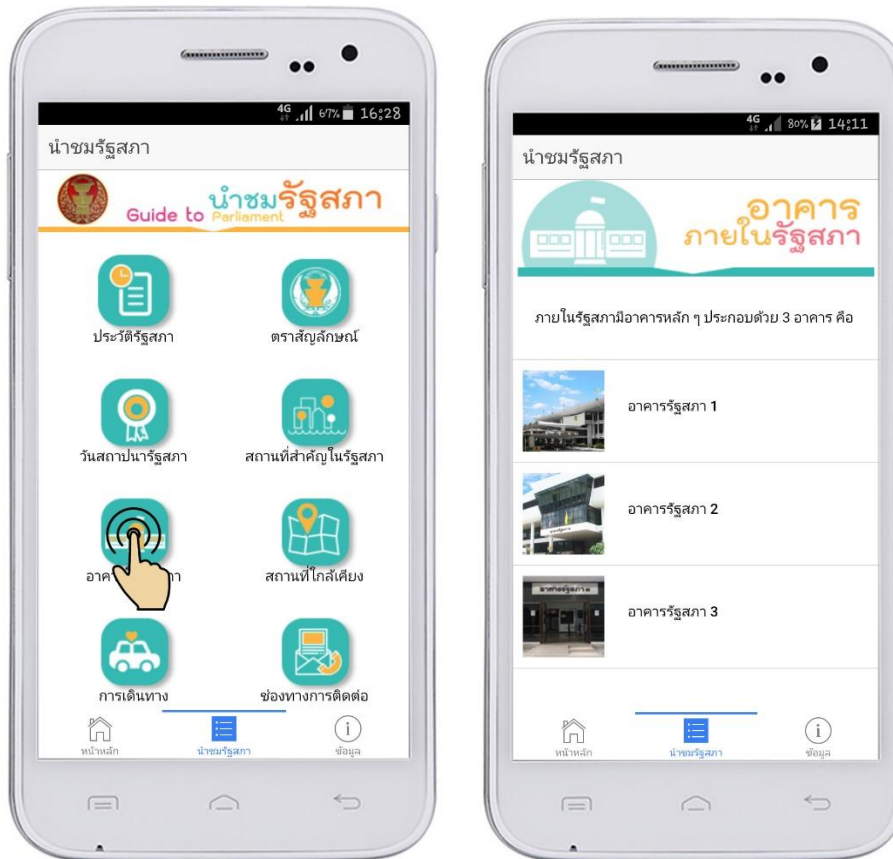 4G 67% 16:28
นำชมรัฐสภา
Guide to Parliament นำชมรัฐสภา
ประวัติรัฐสภา
ตราสัญลักษณ์
วันสถาปนารัฐสภา
สถานที่สำคัญในรัฐสภา
สถานที่ใกล้เคียง
การเดินทาง
ช่องทางการติดต่อ
หน้าหลัก
นำชมรัฐสภา
ข้อมูล
4G 80% 14:11
นำชมรัฐสภา
อาคาร
ภายในรัฐสภา
ภายในรัฐสภามีอาคารหลัก ๆ ประกอบด้วย 3 อาคาร คือ
อาคารรัฐสภา 1
อาคารรัฐสภา 2
อาคารรัฐสภา ๓
อาคารรัฐสภา 3
หน้าหลัก
นำชมรัฐสภา
ข้อมูล